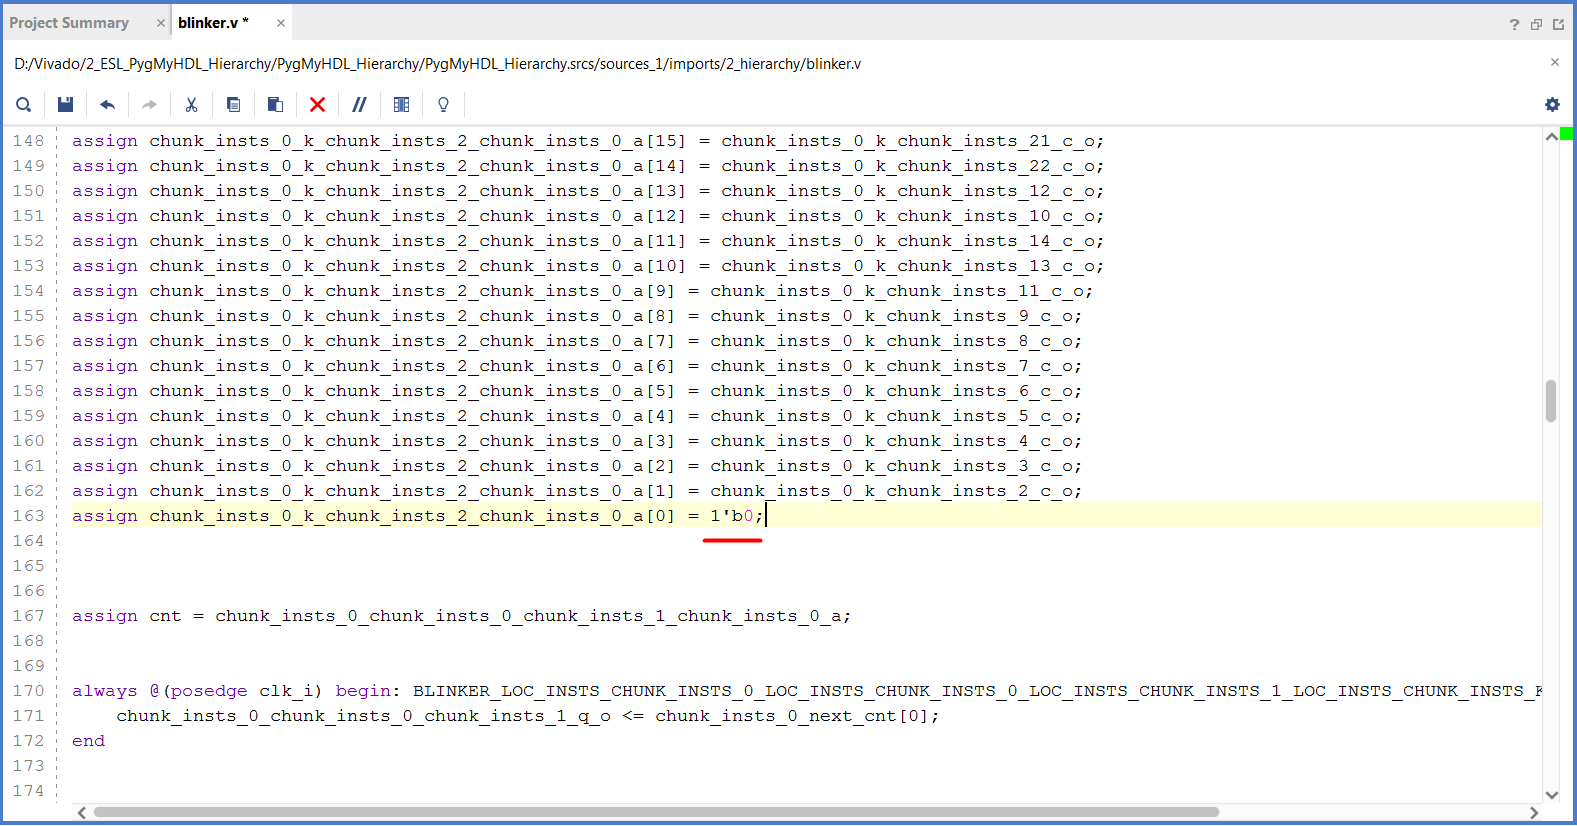 Project Summary × blinker.v * ×
D:/Vivado/2_ESL_PygMyHDL_Hierarchy/PygMyHDL_Hierarchy/PygMyHDL_Hierarchy.srcs/sources_1/imports/2_hierarchy/blinker.v
148 assign chunk_insts_0_k_chunk_insts_2_chunk_insts_0_a[15] = chunk_insts_0_k_chunk_insts_21_c_o;
149 assign chunk_insts_0_k_chunk_insts_2_chunk_insts_0_a[14] = chunk_insts_0_k_chunk_insts_22_c_o;
150 assign chunk_insts_0_k_chunk_insts_2_chunk_insts_0_a[13] = chunk_insts_0_k_chunk_insts_12_c_o;
151 assign chunk_insts_0_k_chunk_insts_2_chunk_insts_0_a[12] = chunk_insts_0_k_chunk_insts_10_c_o;
152 assign chunk_insts_0_k_chunk_insts_2_chunk_insts_0_a[11] = chunk_insts_0_k_chunk_insts_14_c_o;
153 assign chunk_insts_0_k_chunk_insts_2_chunk_insts_0_a[10] = chunk_insts_0_k_chunk_insts_13_c_o;
154 assign chunk_insts_0_k_chunk_insts_2_chunk_insts_0_a[9] = chunk_insts_0_k_chunk_insts_11_c_o;
155 assign chunk_insts_0_k_chunk_insts_2_chunk_insts_0_a[8] = chunk_insts_0_k_chunk_insts_9_c_o;
156 assign chunk_insts_0_k_chunk_insts_2_chunk_insts_0_a[7] = chunk_insts_0_k_chunk_insts_8_c_o;
157 assign chunk_insts_0_k_chunk_insts_2_chunk_insts_0_a[6] = chunk_insts_0_k_chunk_insts_7_c_o;
158 assign chunk_insts_0_k_chunk_insts_2_chunk_insts_0_a[5] = chunk_insts_0_k_chunk_insts_6_c_o;
159 assign chunk_insts_0_k_chunk_insts_2_chunk_insts_0_a[4] = chunk_insts_0_k_chunk_insts_5_c_o;
160 assign chunk_insts_0_k_chunk_insts_2_chunk_insts_0_a[3] = chunk_insts_0_k_chunk_insts_4_c_o;
161 assign chunk_insts_0_k_chunk_insts_2_chunk_insts_0_a[2] = chunk_insts_0_k_chunk_insts_3_c_o;
162 assign chunk_insts_0_k_chunk_insts_2_chunk_insts_0_a[1] = chunk_insts_0_k_chunk_insts_2_c_o;
163 assign chunk_insts_0_k_chunk_insts_2_chunk_insts_0_a[0] = 1'b0;
164
165
166
167 assign cnt = chunk_insts_0_chunk_insts_0_chunk_insts_1_chunk_insts_0_a;
168
169
170 always @(posedge clk_i) begin: BLINKER_LOC_INSTS_CHUNK_INSTS_0_LOC_INSTS_CHUNK_INSTS_0_LOC_INSTS_CHUNK_INSTS_1_LOC_INSTS_CHUNK_INSTS_K
171 chunk_insts_0_chunk_insts_0_chunk_insts_1_q_o <= chunk_insts_0_next_cnt[0];
172 end
173
174